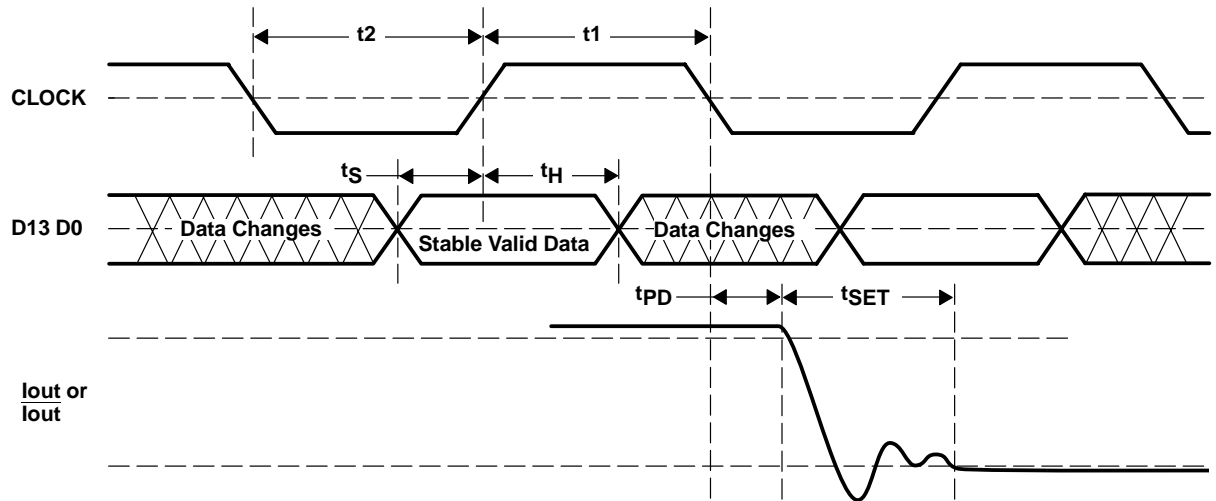 t2
t1
CLOCK
tS
tH
D13 D0
Data Changes
Stable Valid Data
Data Changes
tPD
tSET
Iout or
Iout